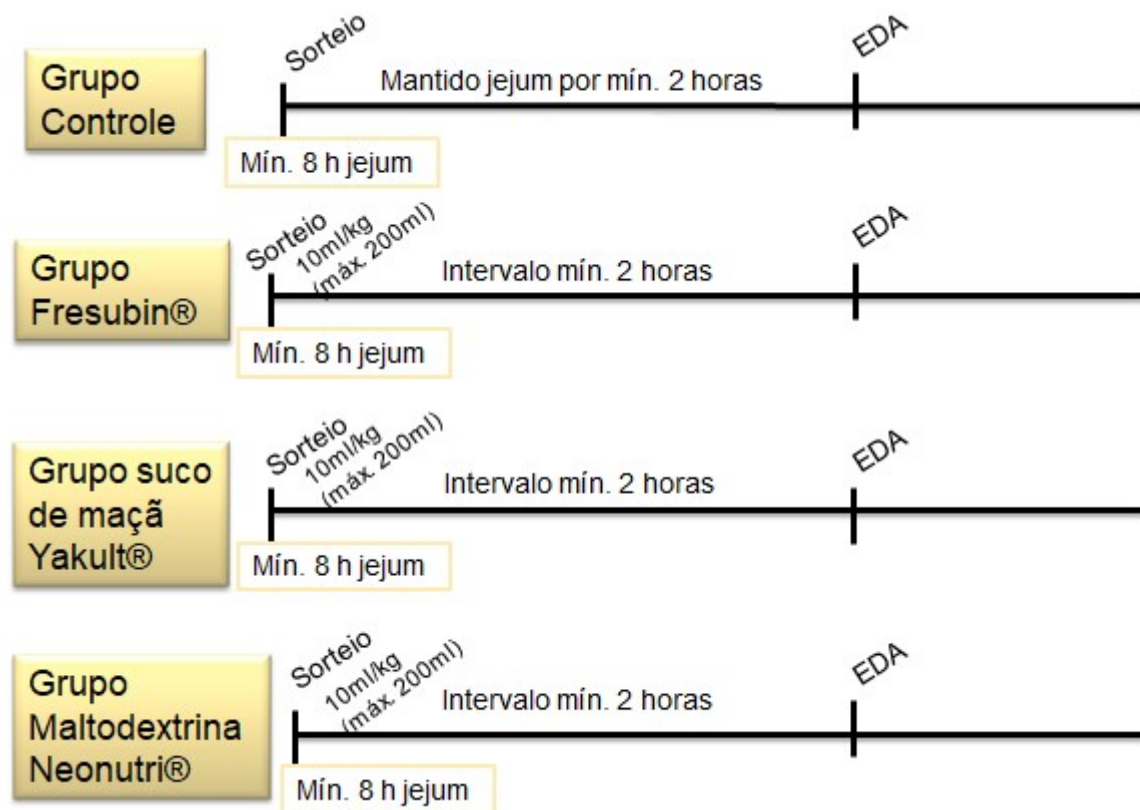 Grupo
Controle
Sorteio
Mantido jejum por mín. 2 horas
EDA
Mín. 8 h jejum
Grupo
Fresubin®
Sorteio
10ml/kg
(máx. 200ml)
Intervalo mín. 2 horas
EDA
Mín. 8 h jejum
Grupo suco
de maçã
Yakult®
Sorteio
10ml/kg
(máx. 200ml)
Intervalo mín. 2 horas
EDA
Mín. 8 h jejum
Grupo
Maltodextrina
Neonutri®
Sorteio
10ml/kg
(máx. 200ml)
Intervalo mín. 2 horas
EDA
Mín. 8 h jejum